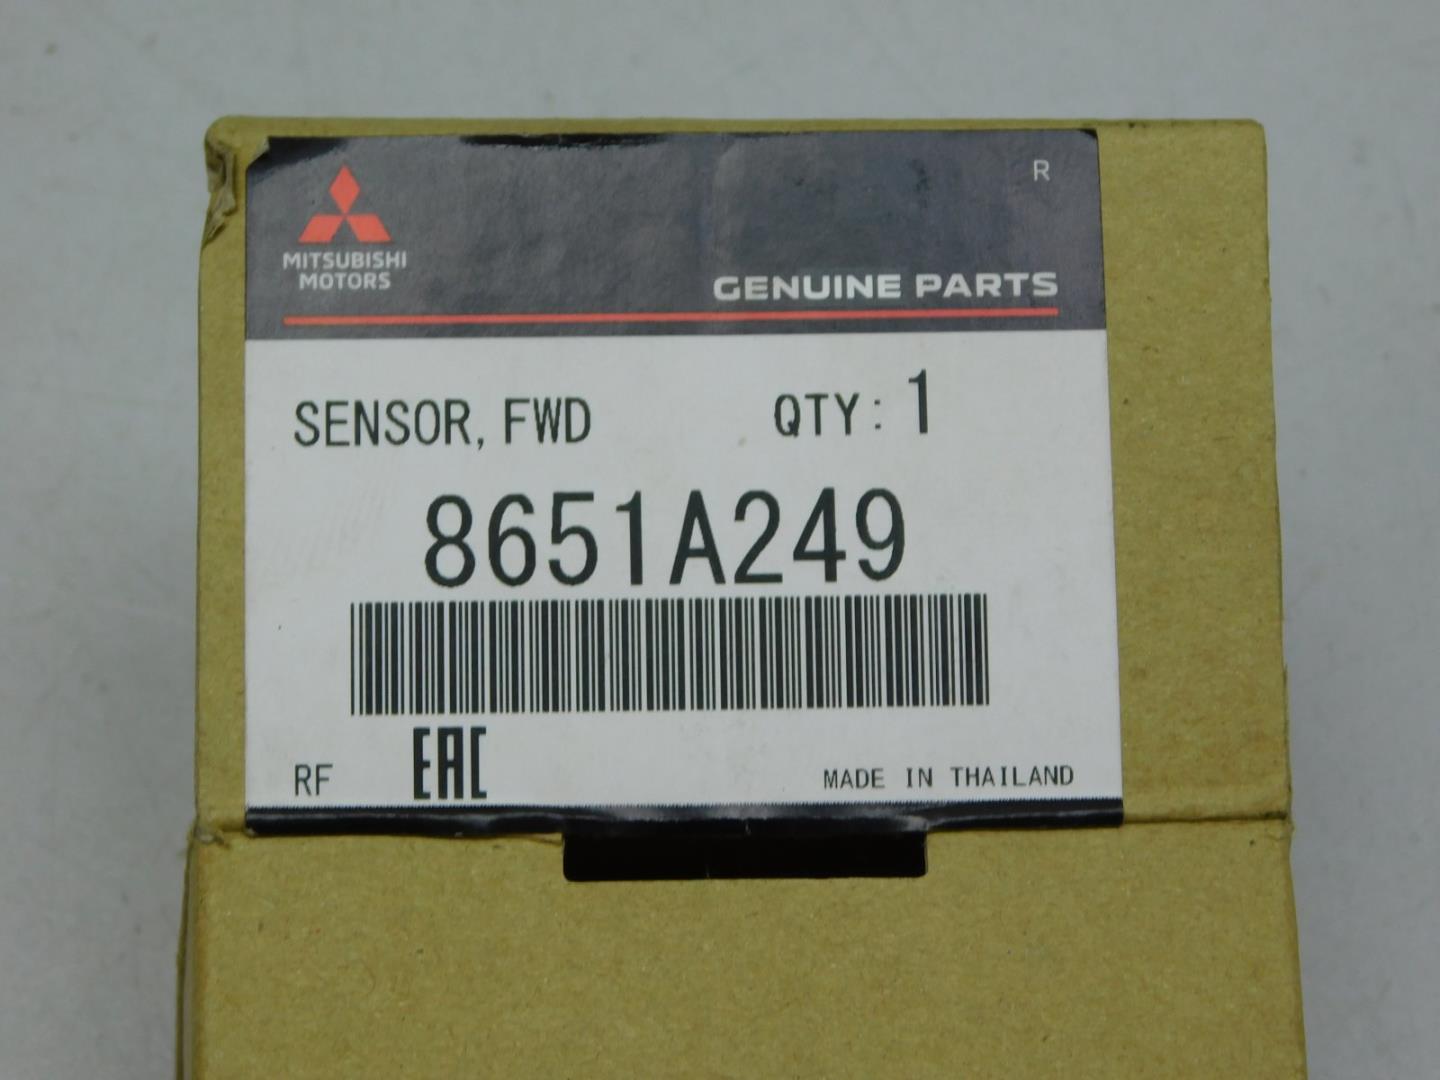 R
MITSUBISHI
MOTORS
GENUINE PARTS
SENSOR, FWD QTY: 1
8651A249
RF EAC MADE IN THAILAND